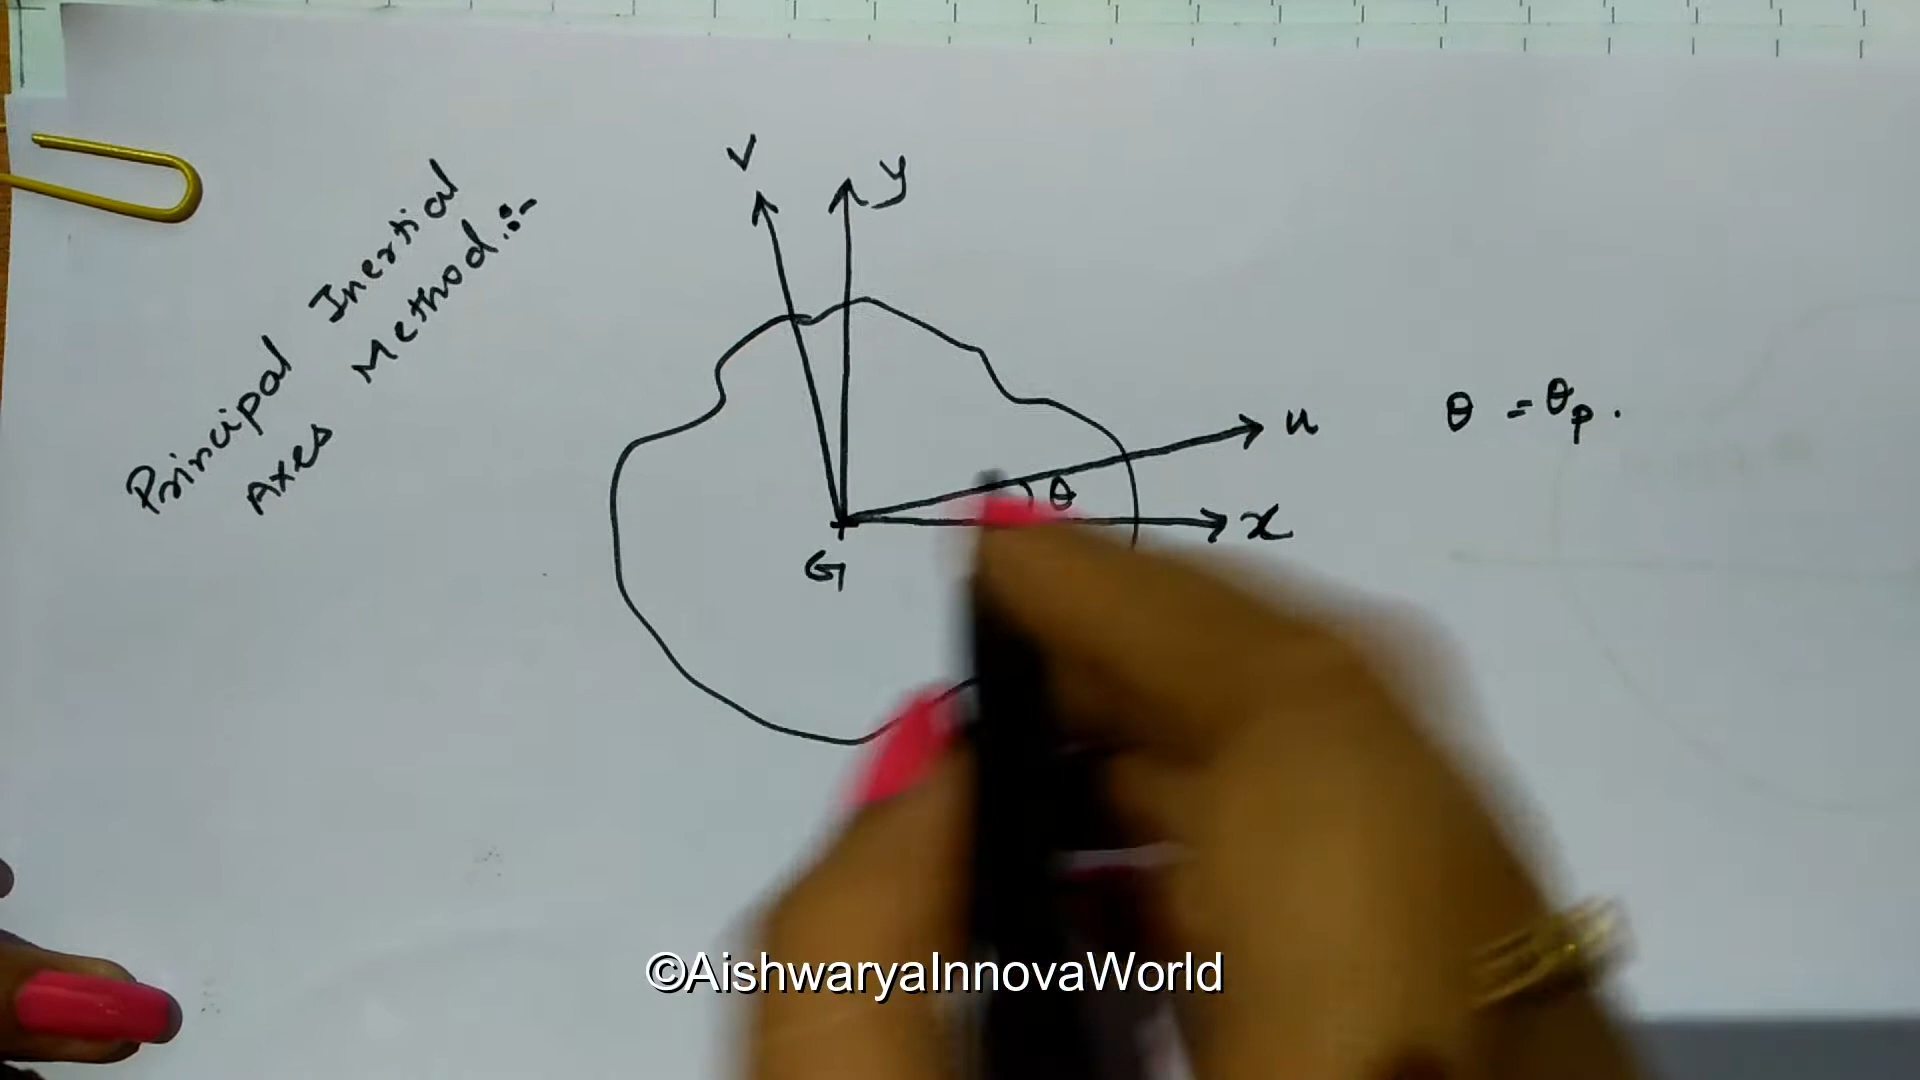 Principal Inertial
Axes Method :-
V
y
u
θ = θp.
θ
x
G
©AishwaryaInnovaWorld